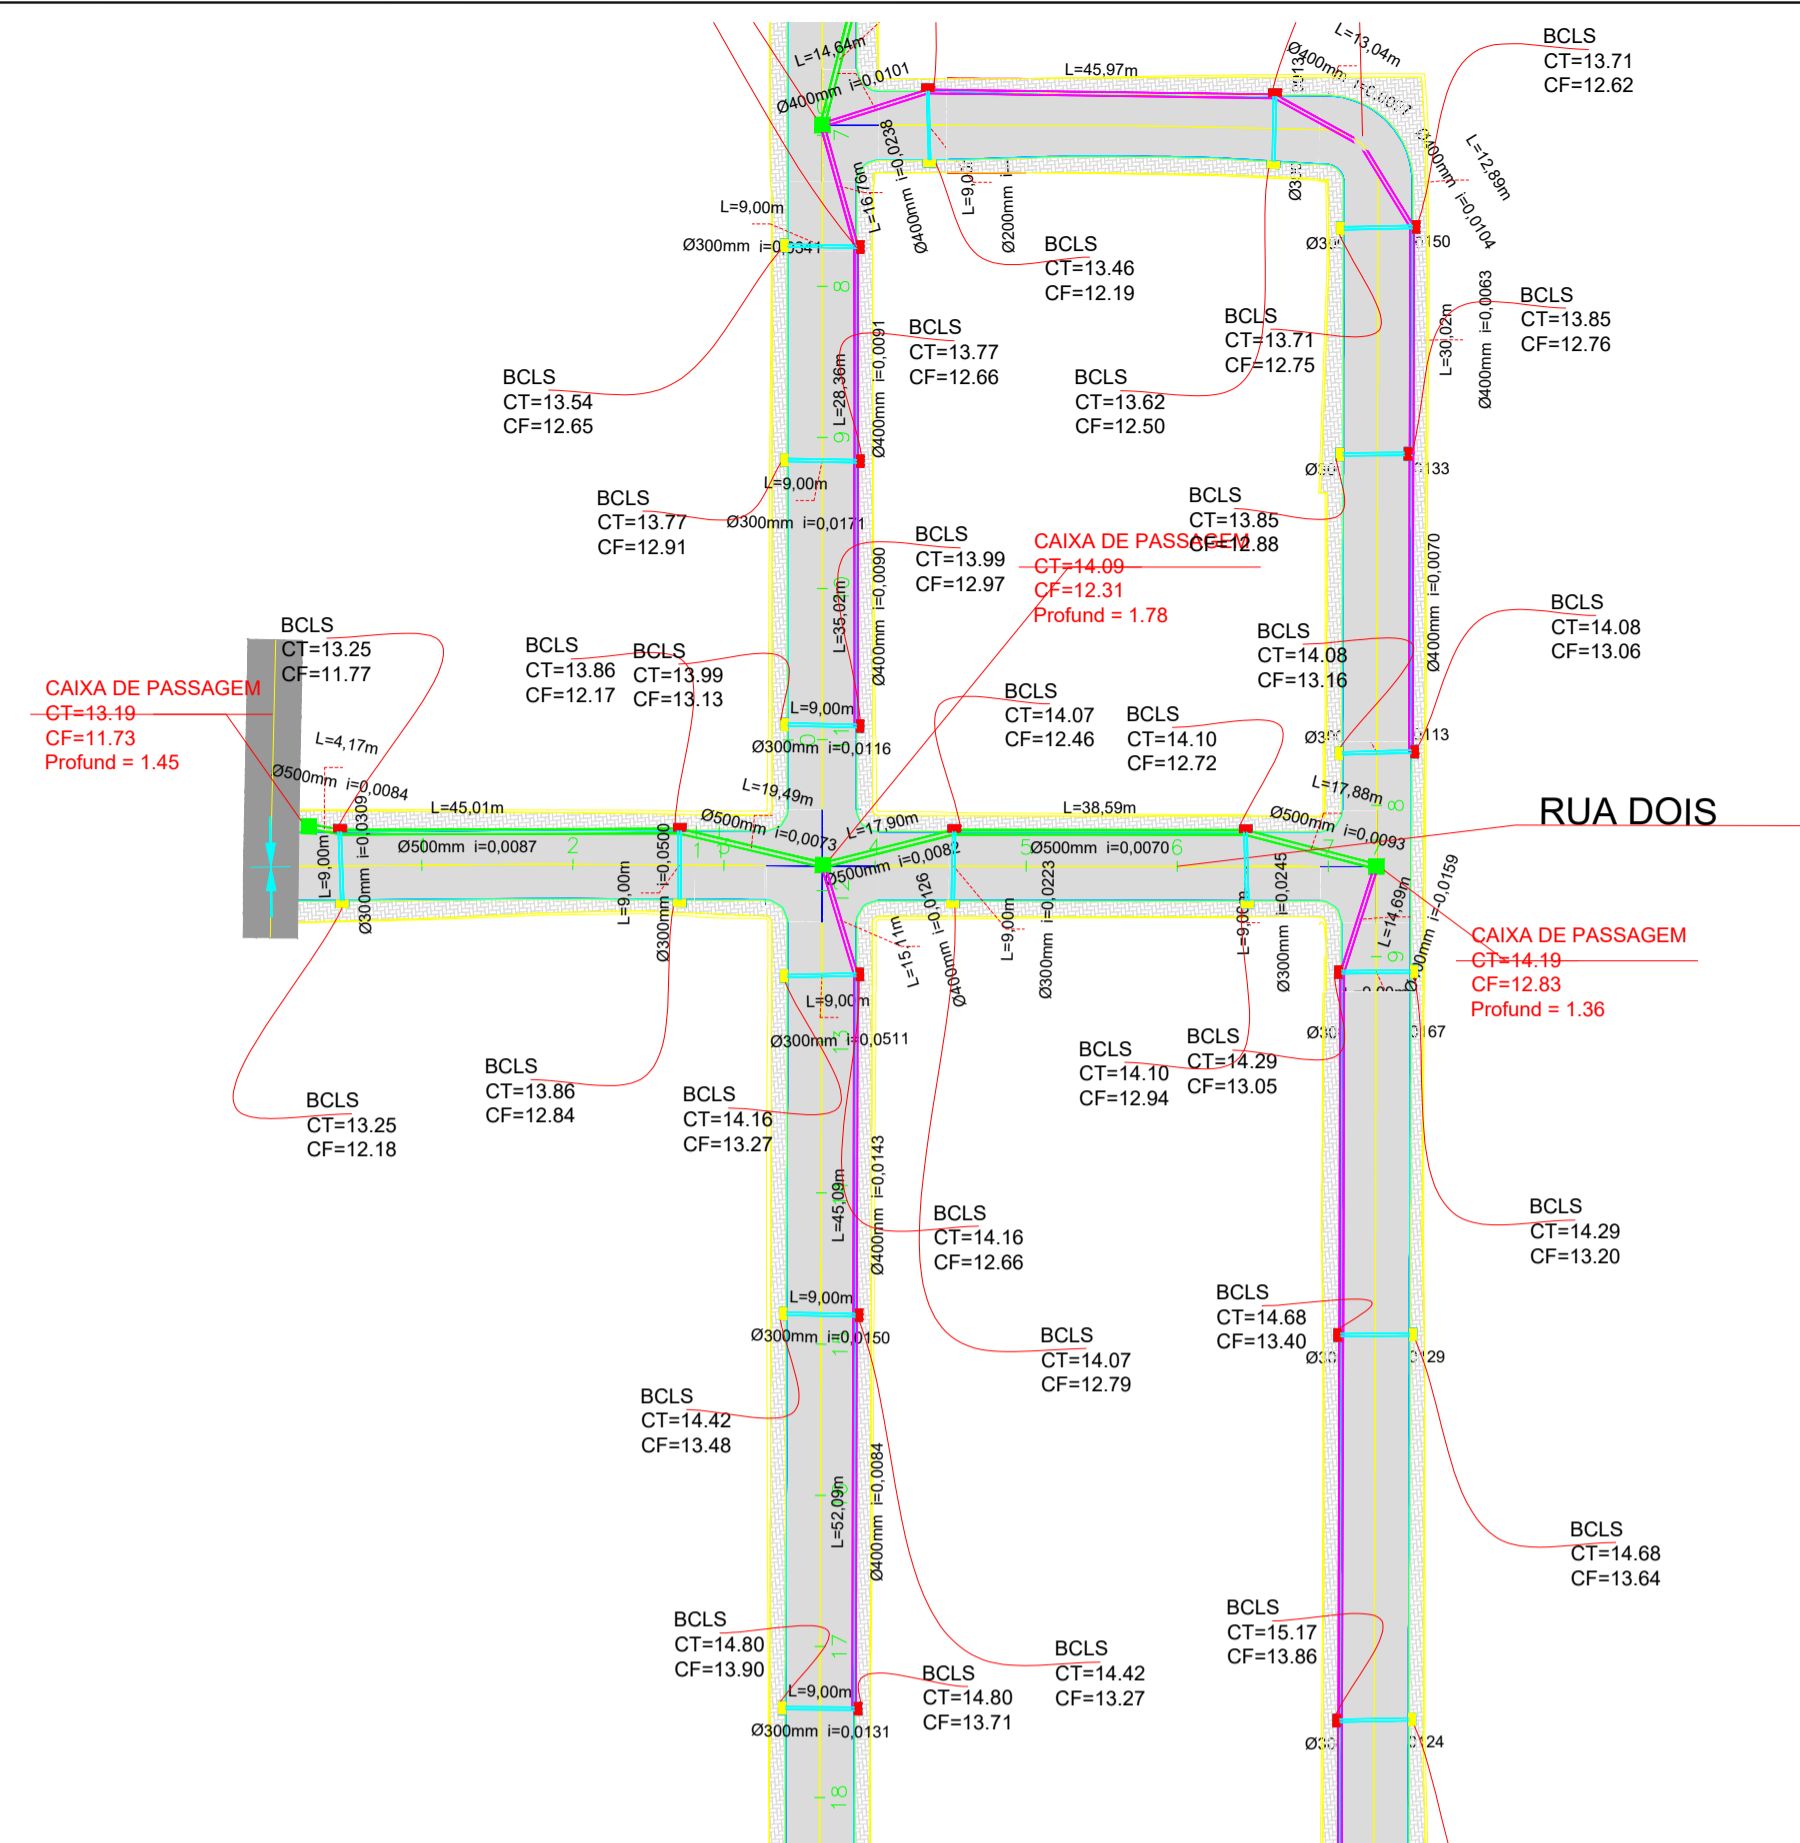 L=14,64m
Ø400mm i=0,0101
L=45,97m
L=13,04m
BCLS
CT=13.71
CF=12.62
7
Ø400mm i=0,0238
L=16,76m
L=12,89m
i=0,0104
L=9,00m
Ø300mm i=0,0341
Ø200mm i=
8
BCLS
CT=13.46
CF=12.19
BCLS
CT=13.71
CF=12.75
BCLS
CT=13.85
CF=12.76
L=30,02m
Ø400mm i=0,0063
BCLS
CT=13.77
CF=12.66
L=28,36m
Ø400mm i=0,0091
BCLS
CT=13.54
CF=12.65
BCLS
CT=13.62
CF=12.50
9
L=9,00m
Ø300mm i=0,0171
BCLS
CT=13.77
CF=12.91
BCLS
CT=13.85
CF=12.88
BCLS
CT=13.99
CF=12.97
CAIXA DE PASSAGEM
CT=14.09
CF=12.31
Profund = 1.78
L=35,02m
Ø400mm i=0,0090
Ø400mm i=0,0070
BCLS
CT=14.08
CF=13.06
BCLS
CT=14.08
CF=13.16
BCLS
CT=13.25
CF=11.77
BCLS
CT=13.86
CF=12.17
BCLS
CT=13.99
CF=13.13
CAIXA DE PASSAGEM
CT=13.19
CF=11.73
Profund = 1.45
BCLS
CT=14.07
CF=12.46
BCLS
CT=14.10
CF=12.72
L=9,00m
Ø300mm i=0,0116
L=4,17m
Ø500mm i=0,0084
L=45,01m
Ø500mm i=0,0087
L=19,49m
Ø500mm i=0,0073
L=17,90m
Ø500mm i=0,0082
L=38,59m
Ø500mm i=0,0070
L=17,88m
Ø500mm i=0,0093
RUA DOIS
2
5
6
8
9
L=9,00m
Ø300mm i=0,0309
L=9,00m
Ø300mm i=0,0500
L=15,11m
Ø400mm i=0,0126
L=9,00m
Ø300mm i=0,0223
Ø300mm i=0,0245
L=14,69m
i=-0,0159
CAIXA DE PASSAGEM
CT=14.19
CF=12.83
Profund = 1.36
L=9,00m
Ø300mm i=0,0511
13
BCLS
CT=13.25
CF=12.18
BCLS
CT=13.86
CF=12.84
BCLS
CT=14.16
CF=13.27
BCLS
CT=14.10
CF=12.94
BCLS
CT=14.29
CF=13.05
L=45,09m
Ø400mm i=0,0143
BCLS
CT=14.16
CF=12.66
BCLS
CT=14.29
CF=13.20
L=9,00m
Ø300mm i=0,0150
BCLS
CT=14.68
CF=13.40
BCLS
CT=14.07
CF=12.79
BCLS
CT=14.42
CF=13.48
L=52,09m
Ø400mm i=0,0084
BCLS
CT=14.68
CF=13.64
BCLS
CT=14.80
CF=13.90
17
BCLS
CT=14.80
CF=13.71
BCLS
CT=14.42
CF=13.27
BCLS
CT=15.17
CF=13.86
L=9,00m
Ø300mm i=0,0131
18